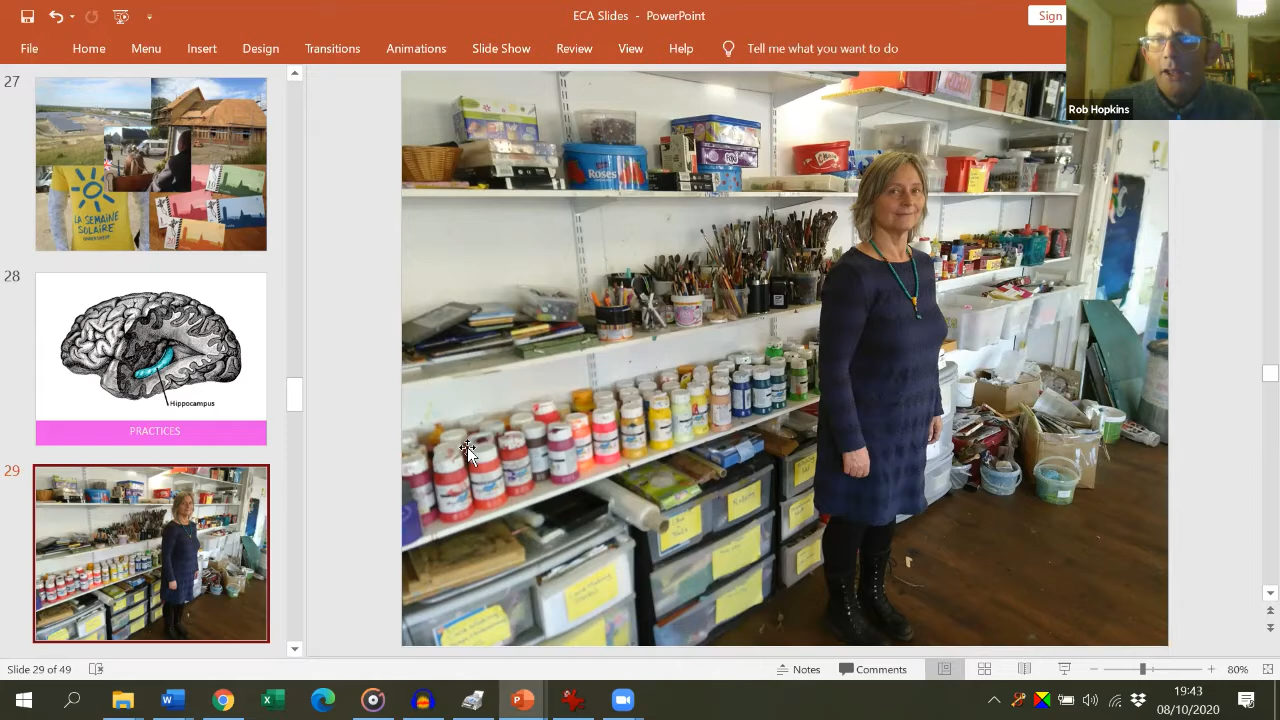 ECA Slides - PowerPoint
Sign
File Home Menu Insert Design Transitions Animations Slide Show Review View Help Tell me what you want to do
Rob Hopkins
27
LA SEMAINE
SOLAIRE
28
Hippocampus
PRACTICES
29
Roses
Slide 29 of 49
Notes
Comments
80%
19:43
08/10/2020